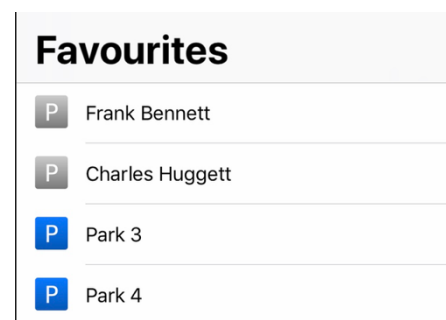 Favourites
P Frank Bennett
P Charles Huggett
P Park 3
P Park 4